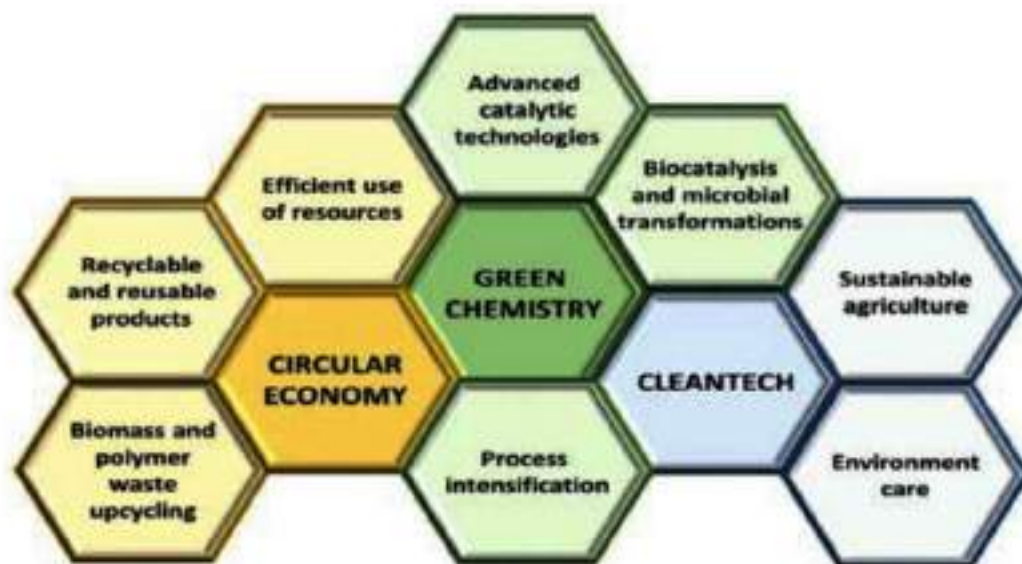 Advanced
catalytic
technologies
Efficient use
of resources
Biocatalysis
and microbial
transformations
Recyclable
and reusable
products
GREEN
CHEMISTRY
Sustainable
agriculture
CIRCULAR
ECONOMY
CLEANTECH
Biomass and
polymer
waste
upcycling
Process
intensification
Environment
care